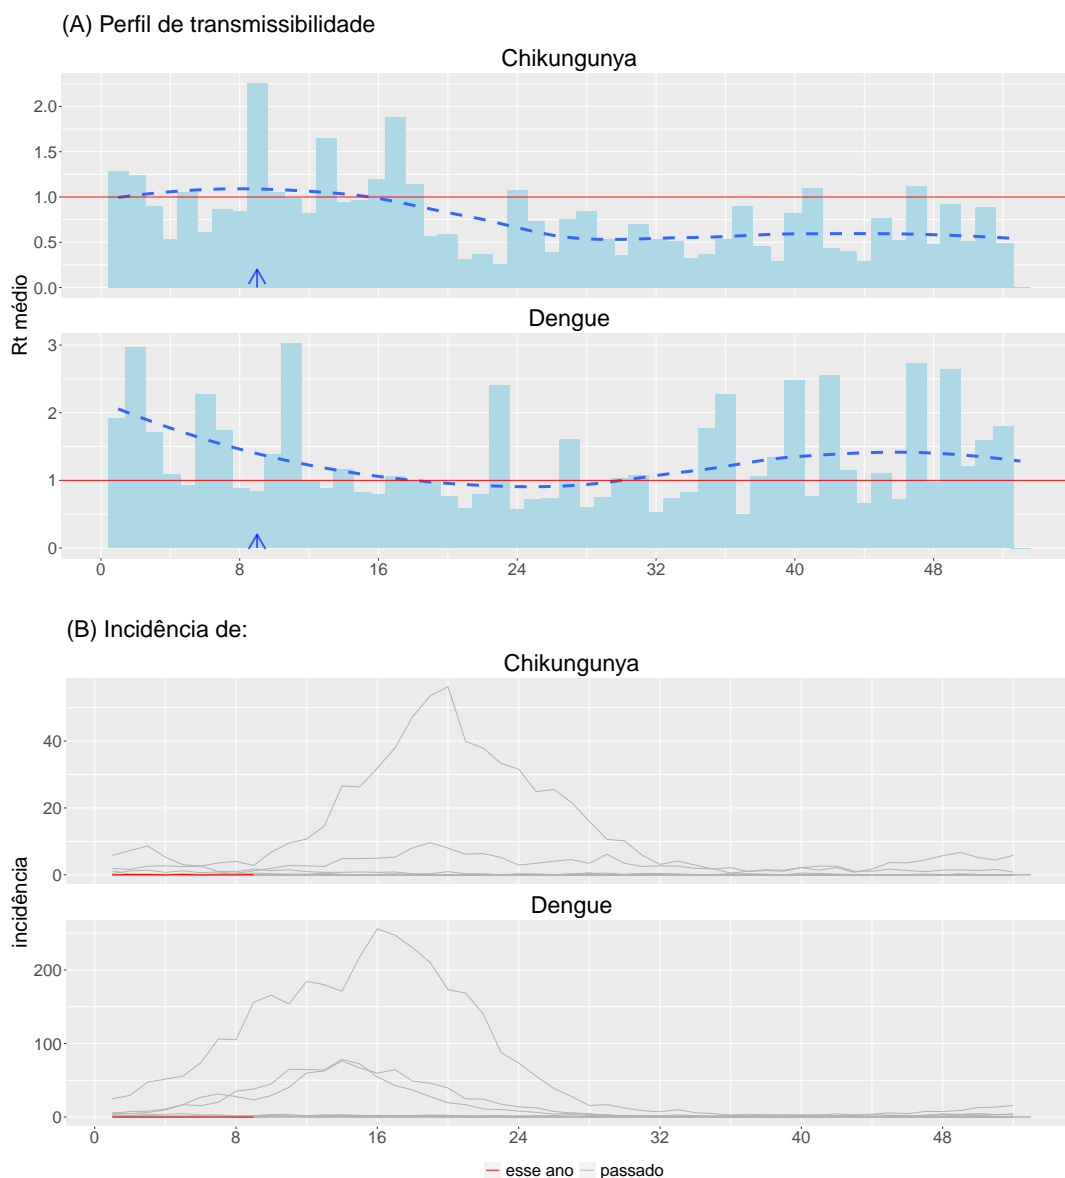 (A) Perfil de transmissibilidade
Chikungunya
2.0
1.5
1.0
0.5
0.0
Rt médio
Dengue
3
2
1
0
0 8 16 24 32 40 48
(B) Incidência de:
Chikungunya
40
20
0
incidência
Dengue
200
100
0
0 8 16 24 32 40 48
esse ano passado